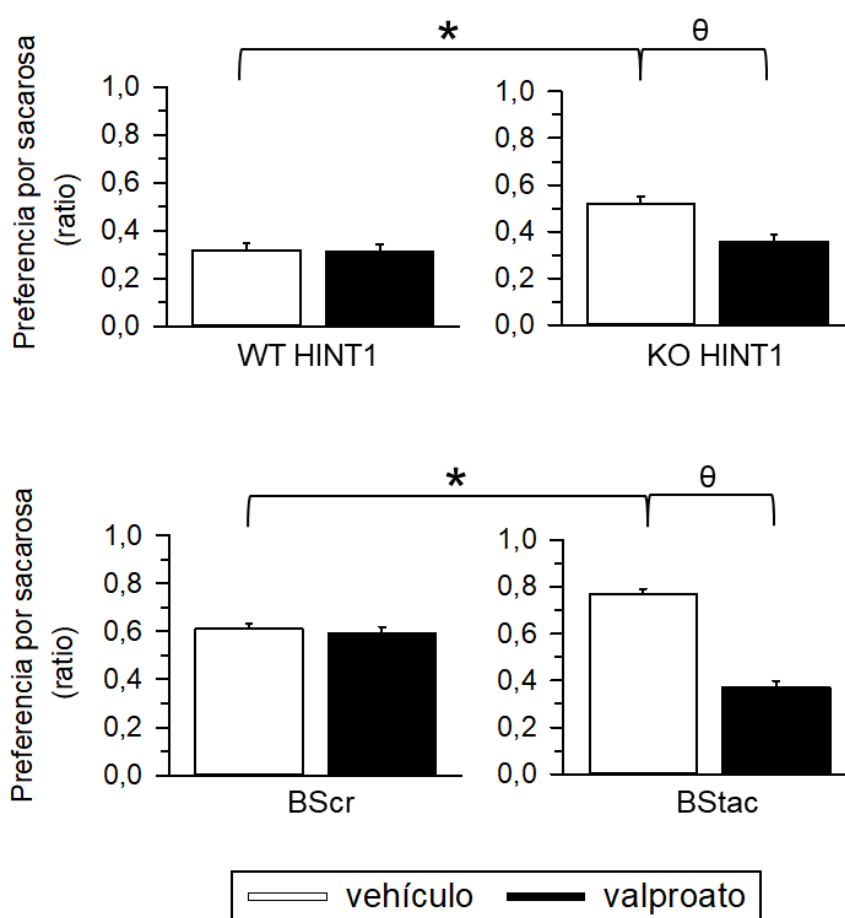 * θ
Preferencia por sacarosa
(ratio)
1,0
0,8
0,6
0,4
0,2
0,0
WT HINT1
1,0
0,8
0,6
0,4
0,2
0,0
KO HINT1
* θ
Preferencia por sacarosa
(ratio)
1,0
0,8
0,6
0,4
0,2
0,0
BScr
1,0
0,8
0,6
0,4
0,2
0,0
BStac
vehículo valproato